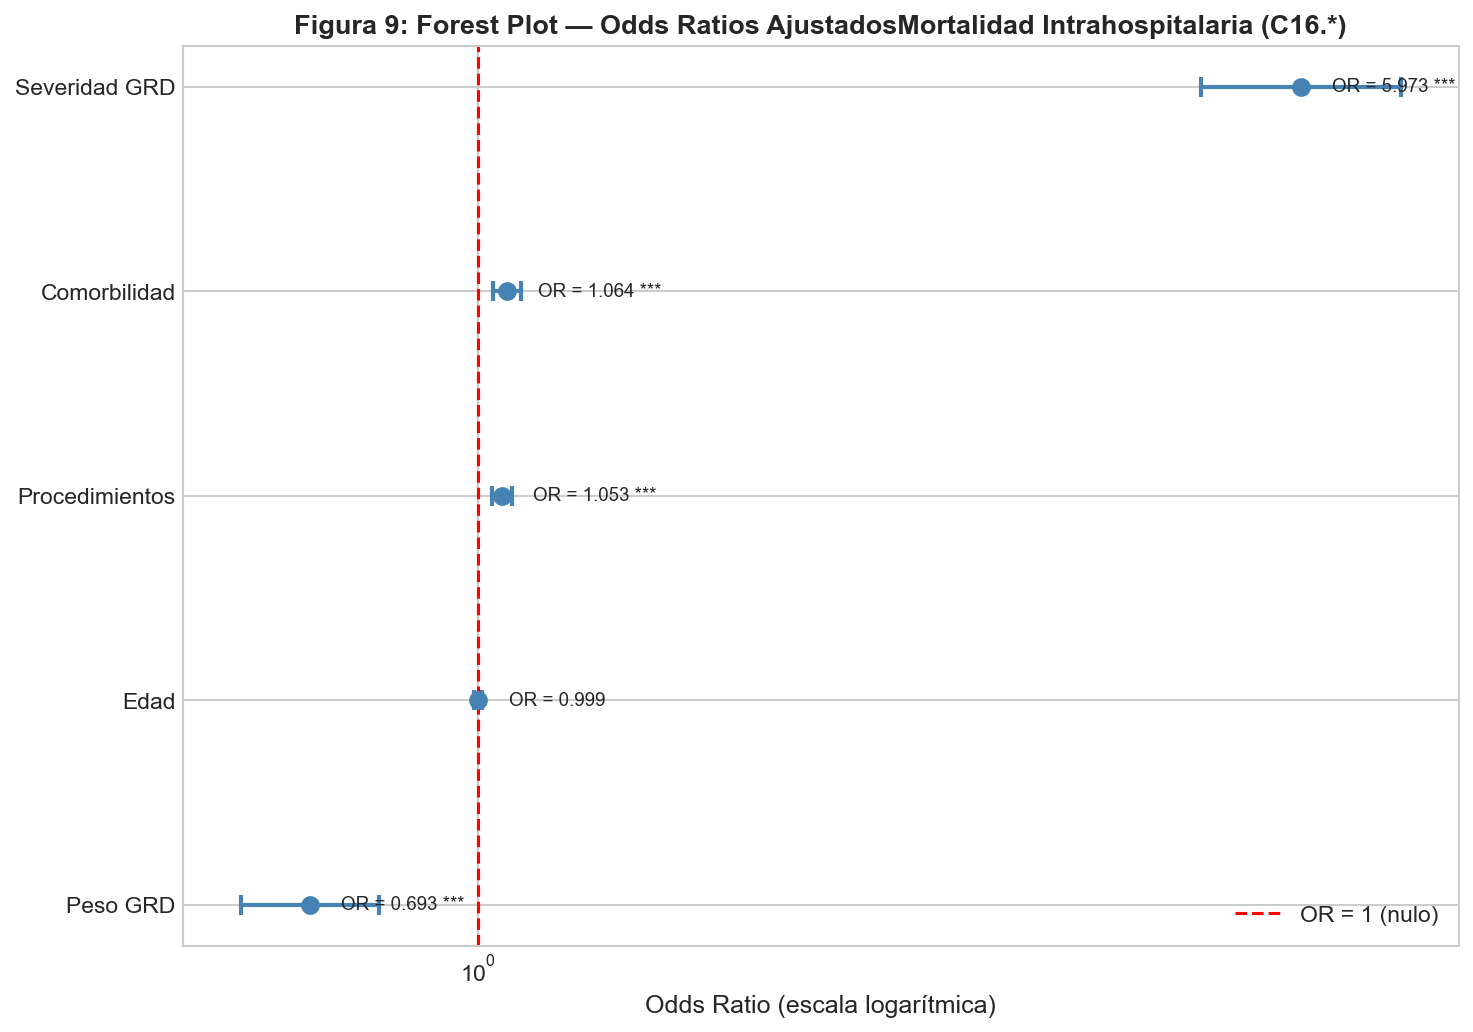 Figura 9: Forest Plot — Odds Ratios AjustadosMortalidad Intrahospitalaria (C16.*)
Severidad GRD
OR = 5.973 ***
Comorbilidad
OR = 1.064 ***
Procedimientos
OR = 1.053 ***
Edad
OR = 0.999
Peso GRD
OR = 0.693 ***
OR = 1 (nulo)
10⁰
Odds Ratio (escala logarítmica)